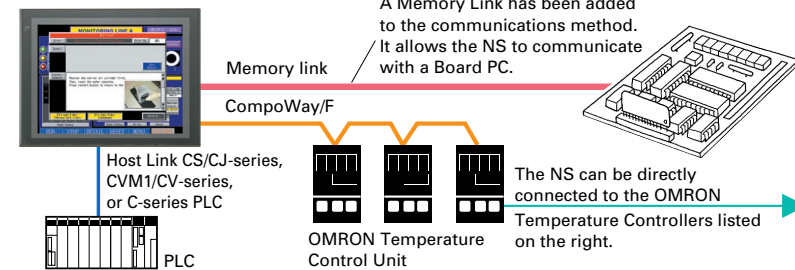 A Memory Link has been added
to the communications method.
It allows the NS to communicate
with a Board PC.
MONITORING LINE A
Memory link
CompoWay/F
Host Link CS/CJ-series,
CVM1/CV-series,
or C-series PLC
PLC
OMRON Temperature
Control Unit
The NS can be directly
connected to the OMRON
Temperature Controllers listed
on the right.